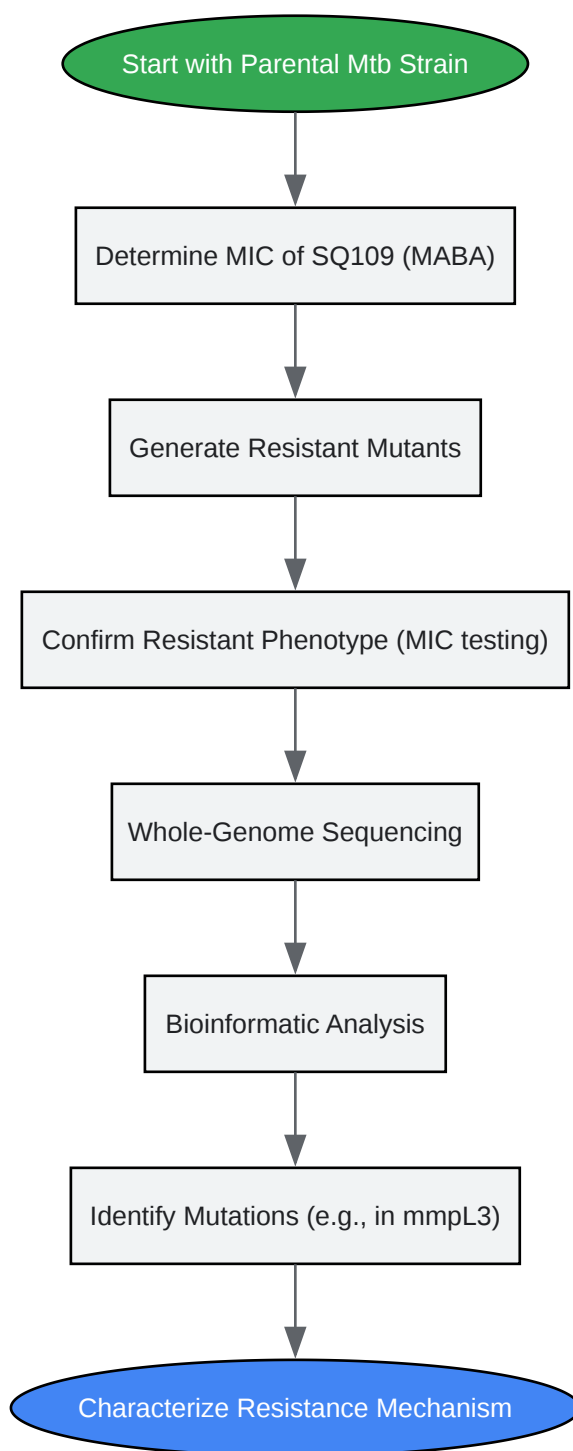 Start with Parental Mtb Strain
Determine MIC of SQ109 (MABA)
Generate Resistant Mutants
Confirm Resistant Phenotype (MIC testing)
Whole-Genome Sequencing
Bioinformatic Analysis
Identify Mutations (e.g., in mmpL3)
Characterize Resistance Mechanism